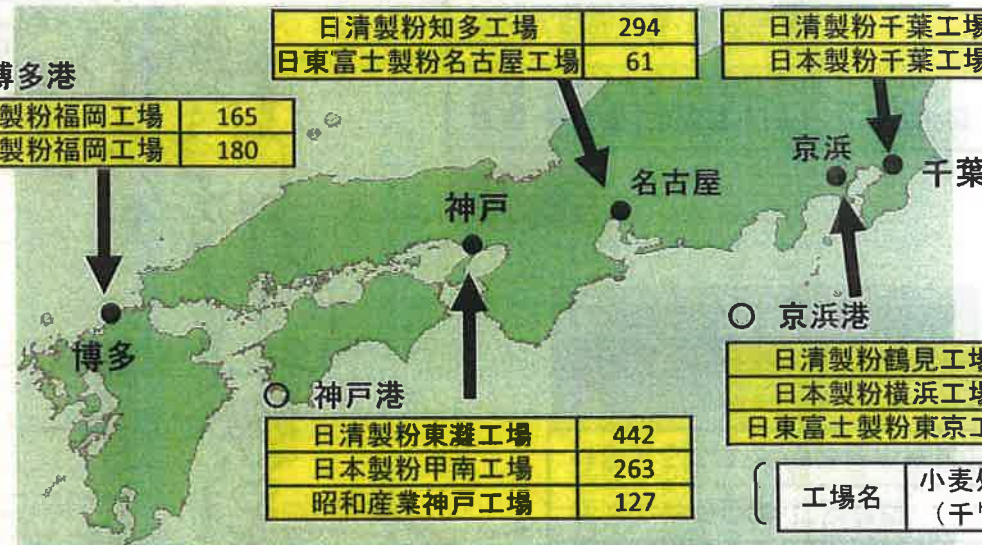 日清製粉知多工場 294
日東富士製粉名古屋工場 61
日清製粉千葉工場
日本製粉千葉工場
博多港
製粉福岡工場 165
製粉福岡工場 180
京浜
千葉
名古屋
神戸
博多
○ 京浜港
日清製粉鶴見工場
日本製粉横浜工場
日東富士製粉東京工
○ 神戸港
日清製粉東灘工場 442
日本製粉甲南工場 263
昭和産業神戸工場 127
工場名 小麦
(千ト